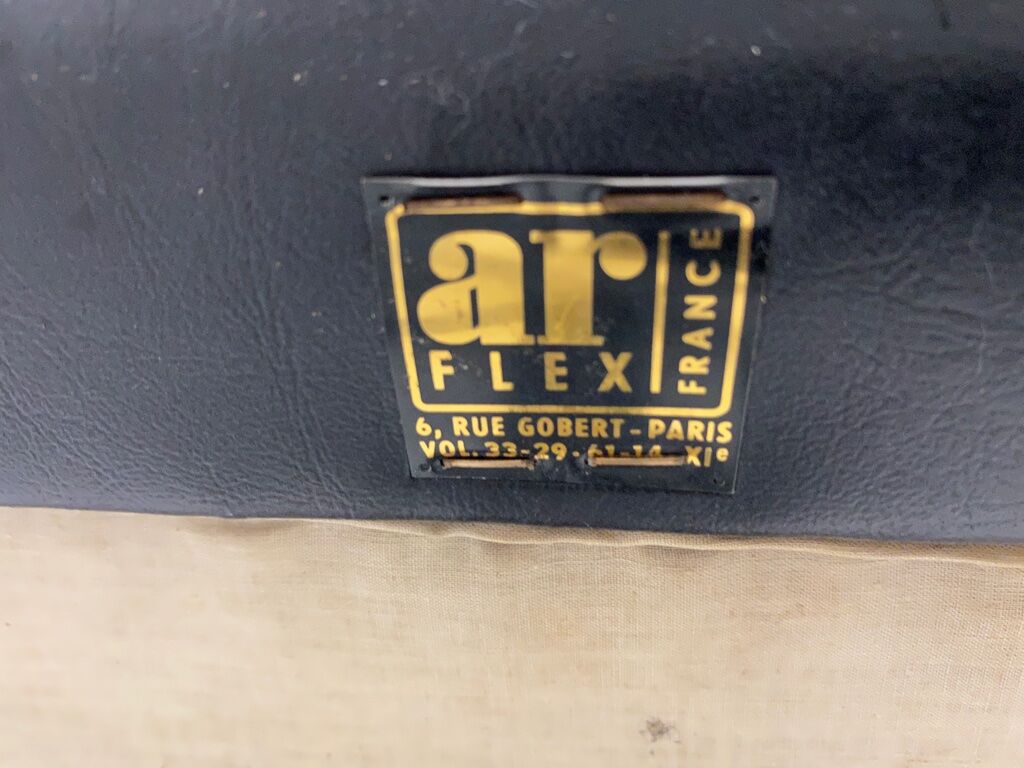 ar
FLEX
FRANCE
6, RUE GOBERT - PARIS
VOL. 33-29 - 61-14 XIe